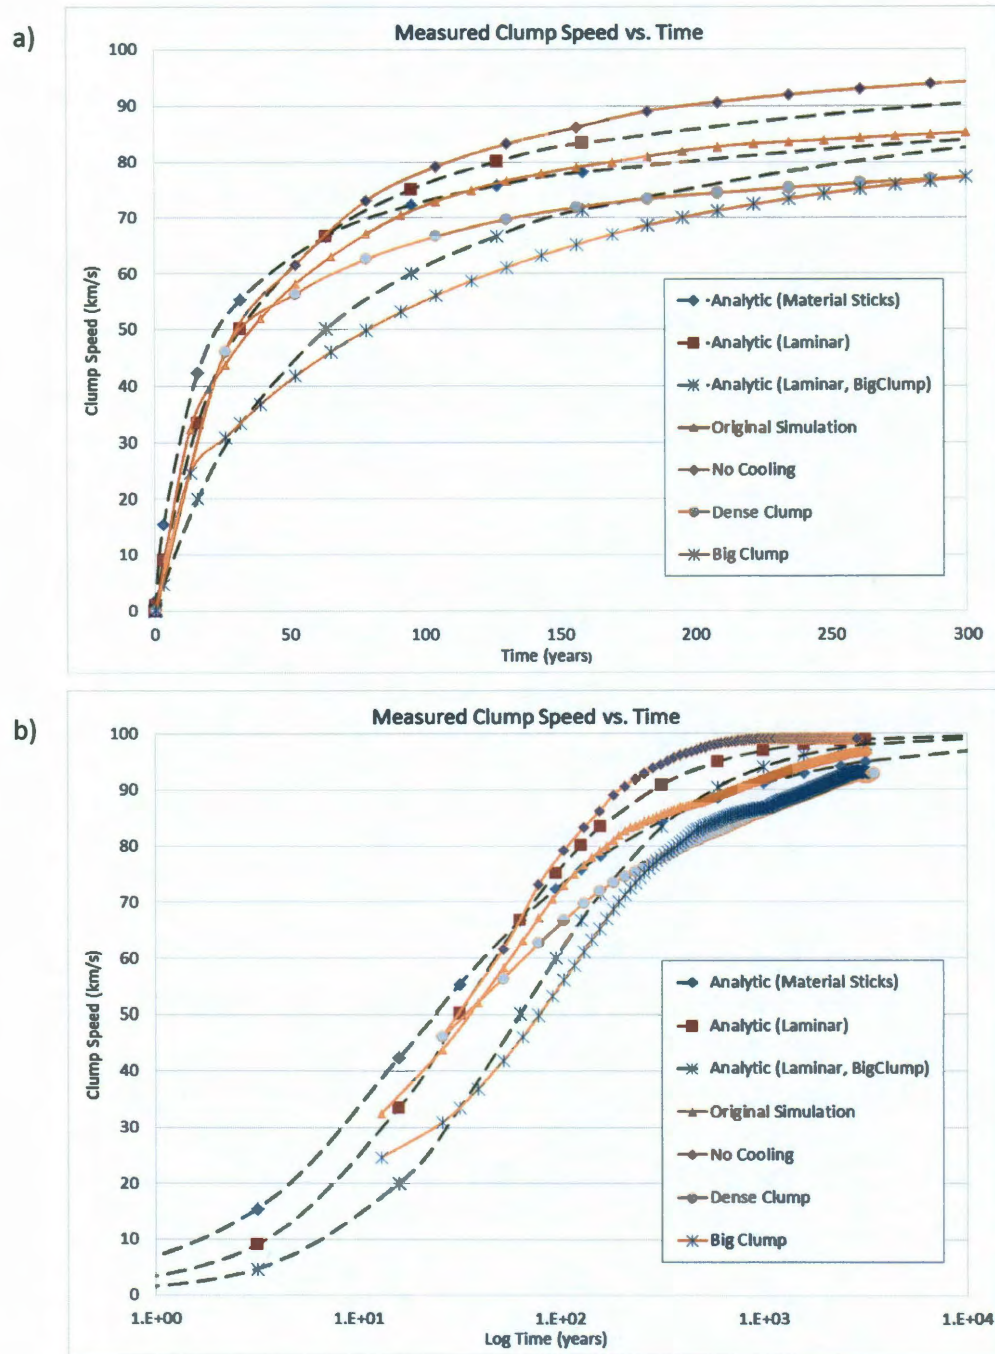 a)
Measured Clump Speed vs. Time
100
90
80
70
60
50
40
30
20
10
0
Clump Speed (km/s)
0 50 100 150 200 250 300
Time (years)
Analytic (Material Sticks)
Analytic (Laminar)
Analytic (Laminar, BigClump)
Original Simulation
No Cooling
Dense Clump
Big Clump
b)
Measured Clump Speed vs. Time
100
90
80
70
60
50
40
30
20
10
0
Clump Speed (km/s)
1.E+00 1.E+01 1.E+02 1.E+03 1.E+04
Log Time (years)
Analytic (Material Sticks)
Analytic (Laminar)
Analytic (Laminar, BigClump)
Original Simulation
No Cooling
Dense Clump
Big Clump